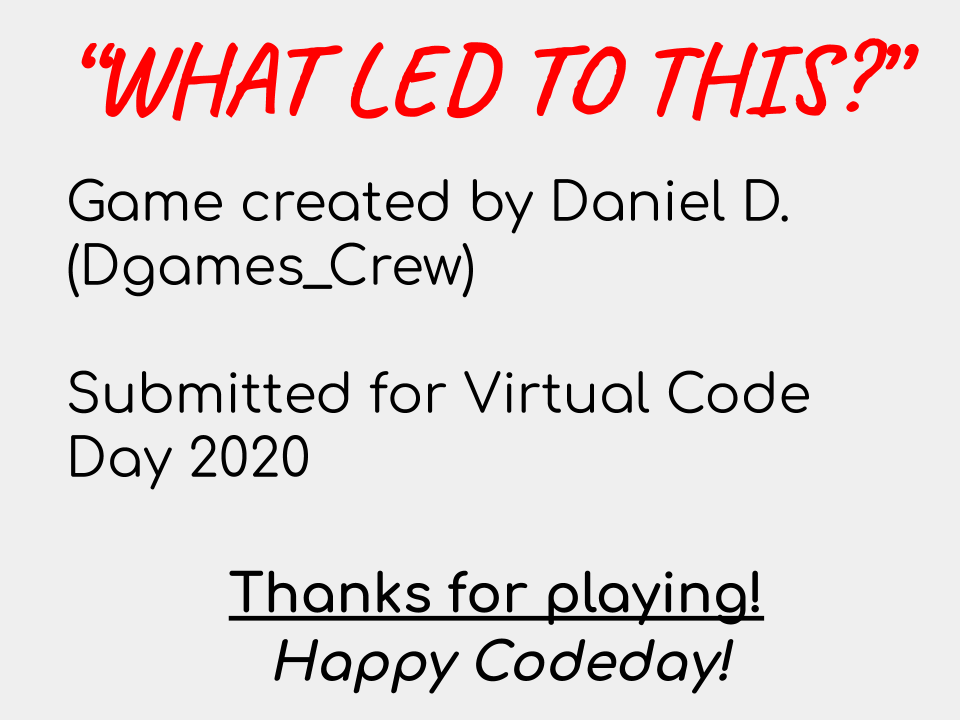 “WHAT LED TO THIS?”
Game created by Daniel D.
(Dgames_Crew)
Submitted for Virtual Code
Day 2020
Thanks for playing!
Happy Codeday!